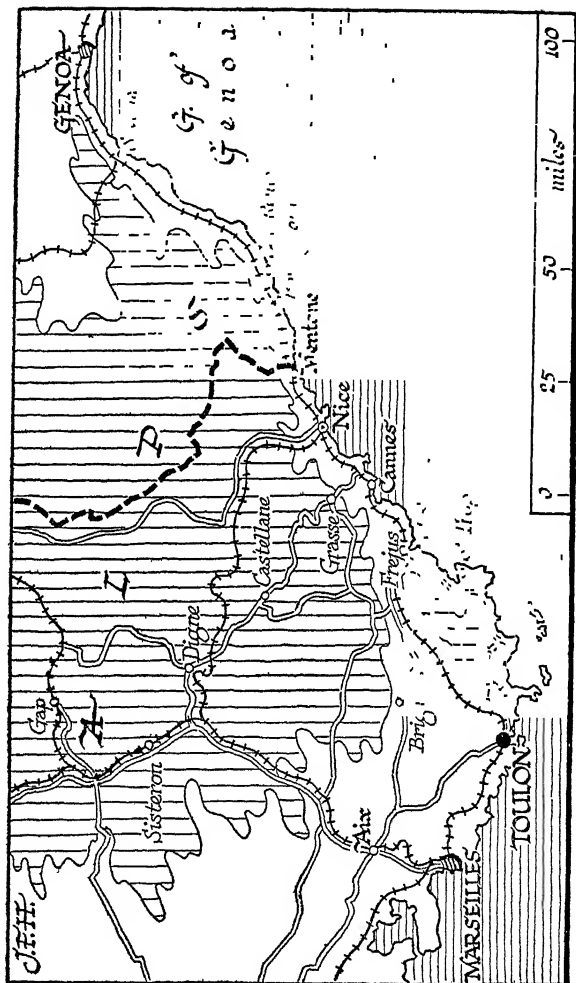 J.F.H.
GENOA
G. of
Genoa
Gap
A
L
P
S
Sisteron
Digne
Castellane
Grasse
Mentone
Nice
Cannes
Frejus
Aix
MARSEILLES
TOULON
0 25 50 100
miles